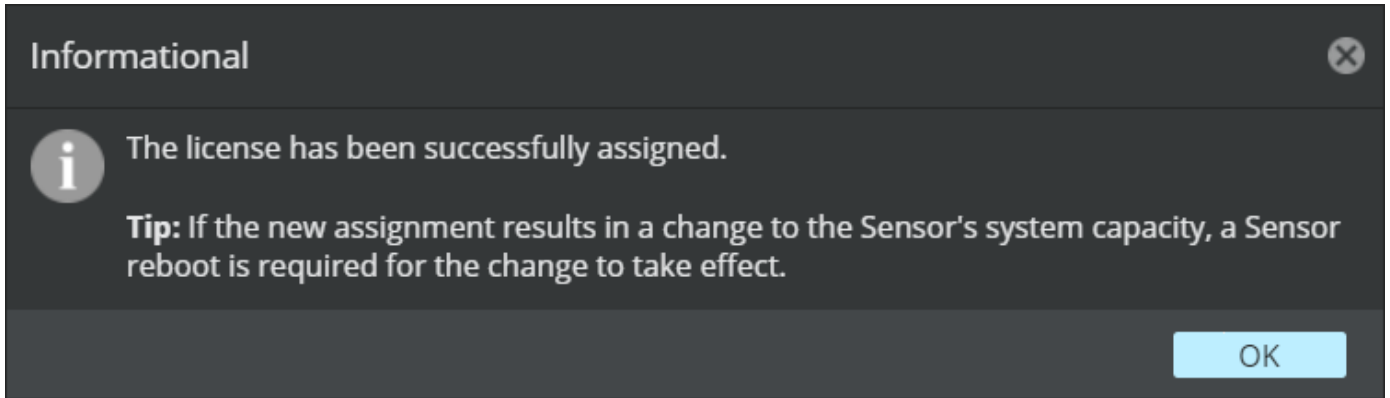 Informational
The license has been successfully assigned.
Tip: If the new assignment results in a change to the Sensor's system capacity, a Sensor
reboot is required for the change to take effect.
OK